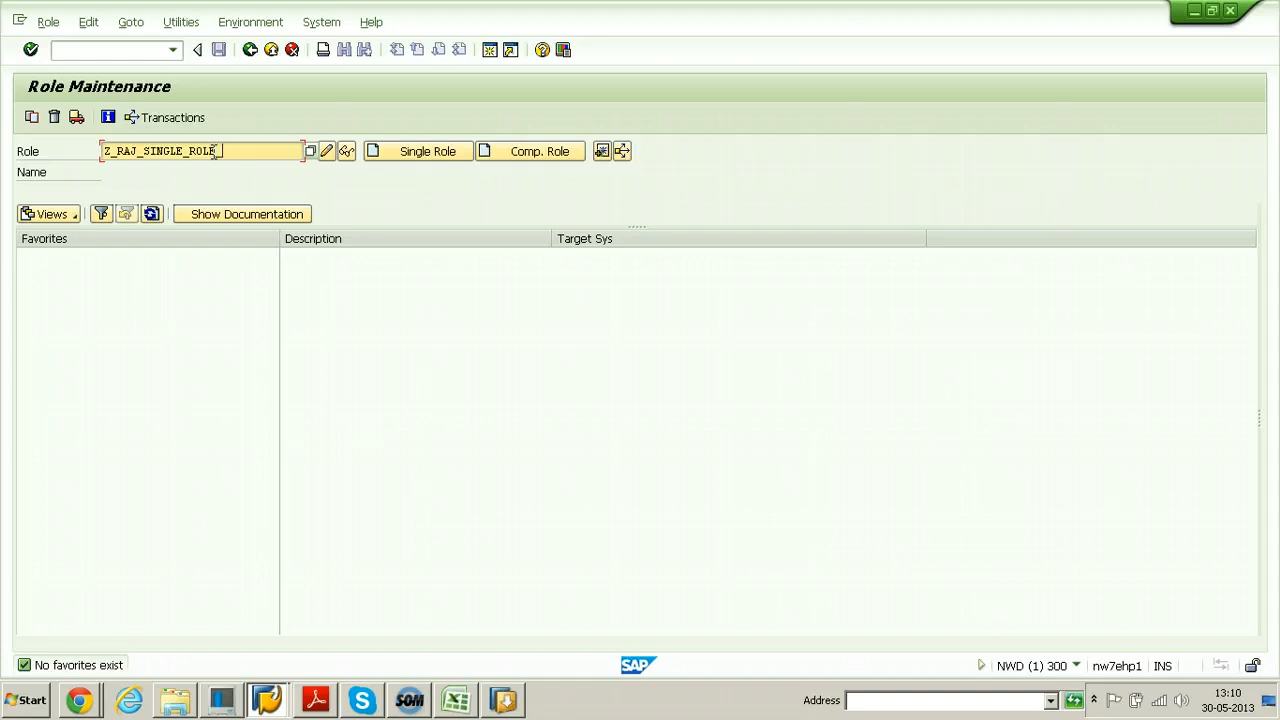 Role Edit Goto Utilities Environment System Help
Role Maintenance
Transactions
Role Z_RAJ_SINGLE_ROLE_ Single Role Comp. Role
Name
Views Show Documentation
Favorites Description Target Sys
No favorites exist SAP NWD (1) 300 nw7ehp1 INS
Start SOM Address 13:10
30-05-2013